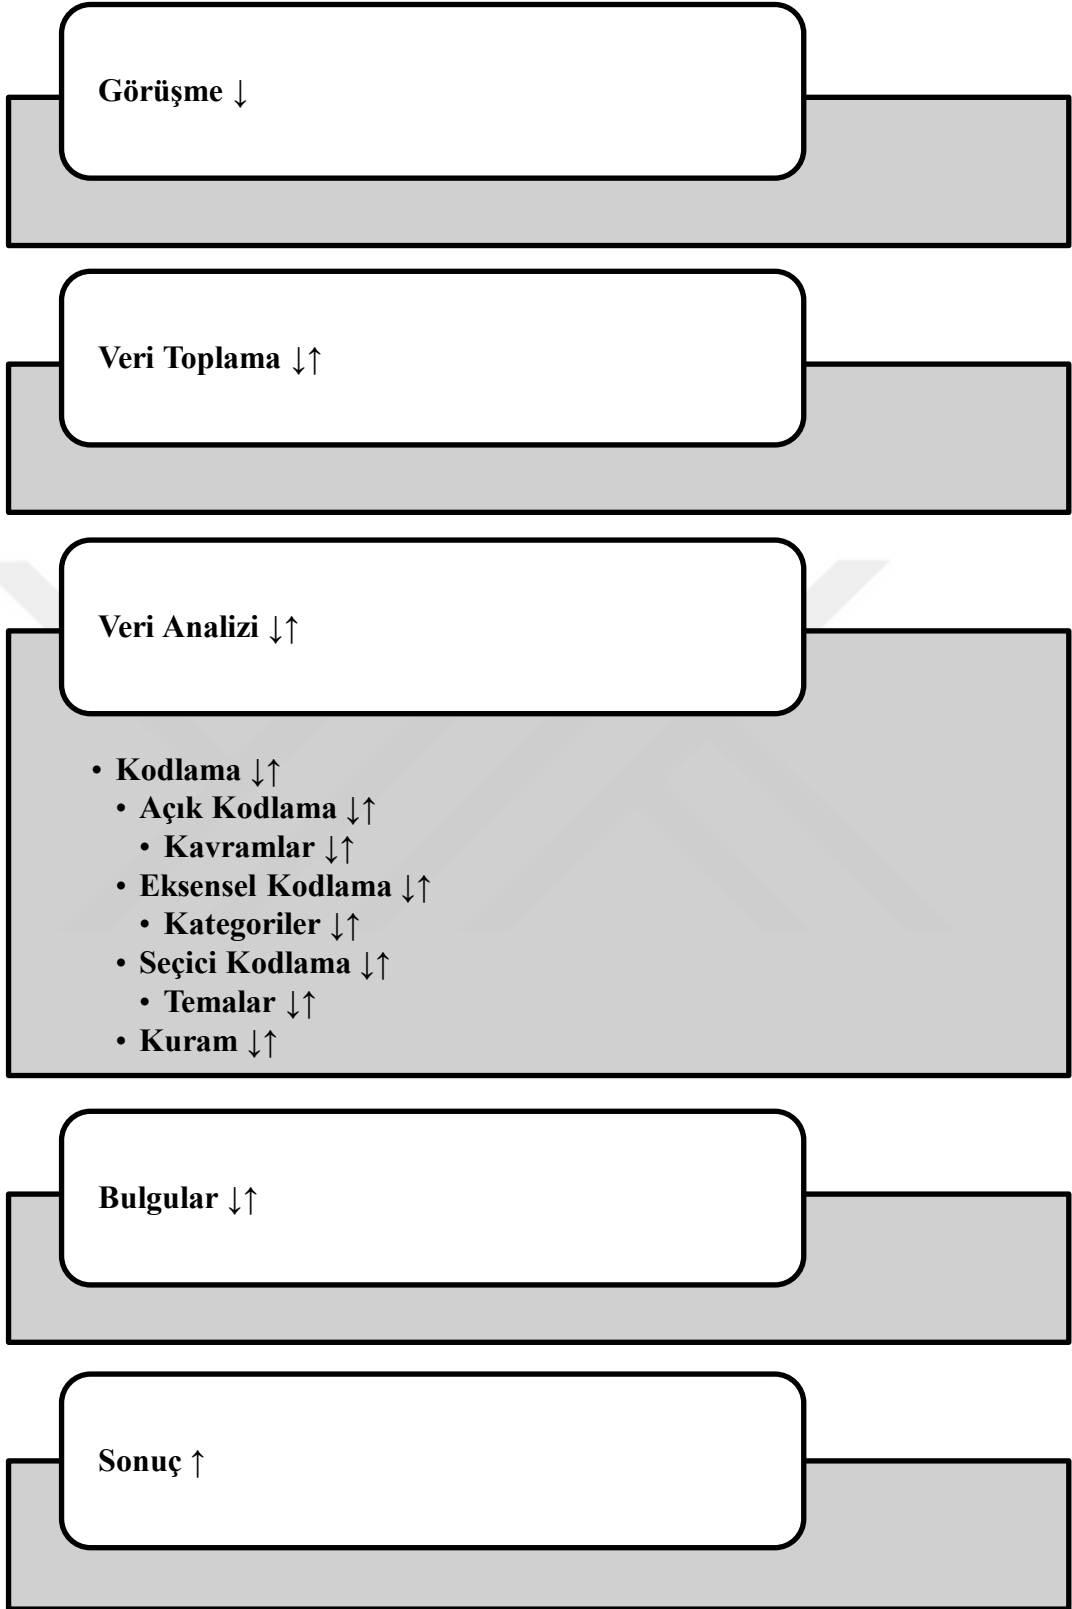 Görüşme ↓
Veri Toplama ↓↑
Veri Analizi ↓↑
• Kodlama ↓↑
• Açık Kodlama ↓↑
• Kavramlar ↓↑
• Eksensel Kodlama ↓↑
• Kategoriler ↓↑
• Seçici Kodlama ↓↑
• Temalar ↓↑
• Kuram ↓↑
Bulgular ↓↑
Sonuç ↑